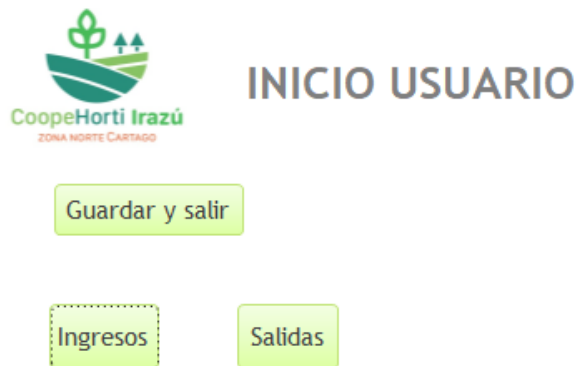 CoopeHorti Irazú
ZONA NORTE CARTAGO
INICIO USUARIO
Guardar y salir
Ingresos
Salidas